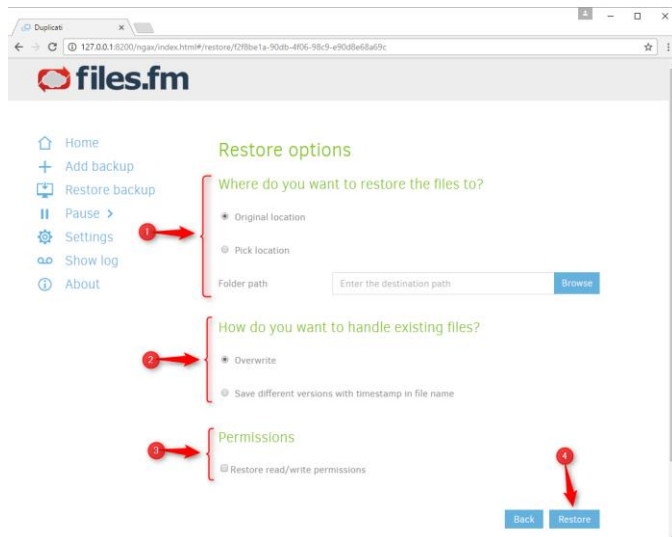 Duplicati
127.0.0.1:8200/ngax/index.html#/restore/f2f8be1a-90db-4f06-98c9-e90d8e68a69c
files.fm
Home
Add backup
Restore backup
Pause >
Settings
Show log
About
Restore options
Where do you want to restore the files to?
1
Original location
Pick location
Folder path Enter the destination path Browse
How do you want to handle existing files?
2
Overwrite
Save different versions with timestamp in file name
Permissions
3
Restore read/write permissions
4
Back Restore